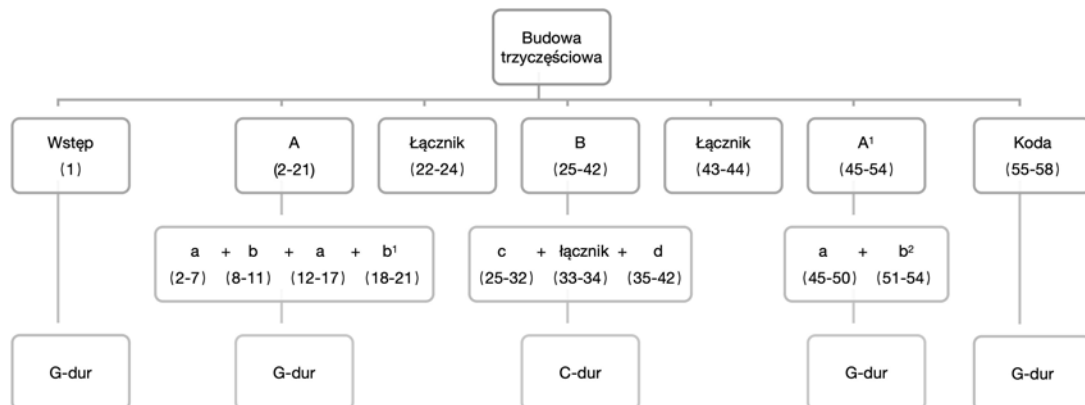 Budowa
trzyczęściowa
Wstęp
(1)
A
(2-21)
Łącznik
(22-24)
B
(25-42)
Łącznik
(43-44)
A¹
(45-54)
Koda
(55-58)
a + b + a + b¹
(2-7) (8-11) (12-17) (18-21)
c + łącznik + d
(25-32) (33-34) (35-42)
a + b²
(45-50) (51-54)
G-dur
G-dur
C-dur
G-dur
G-dur